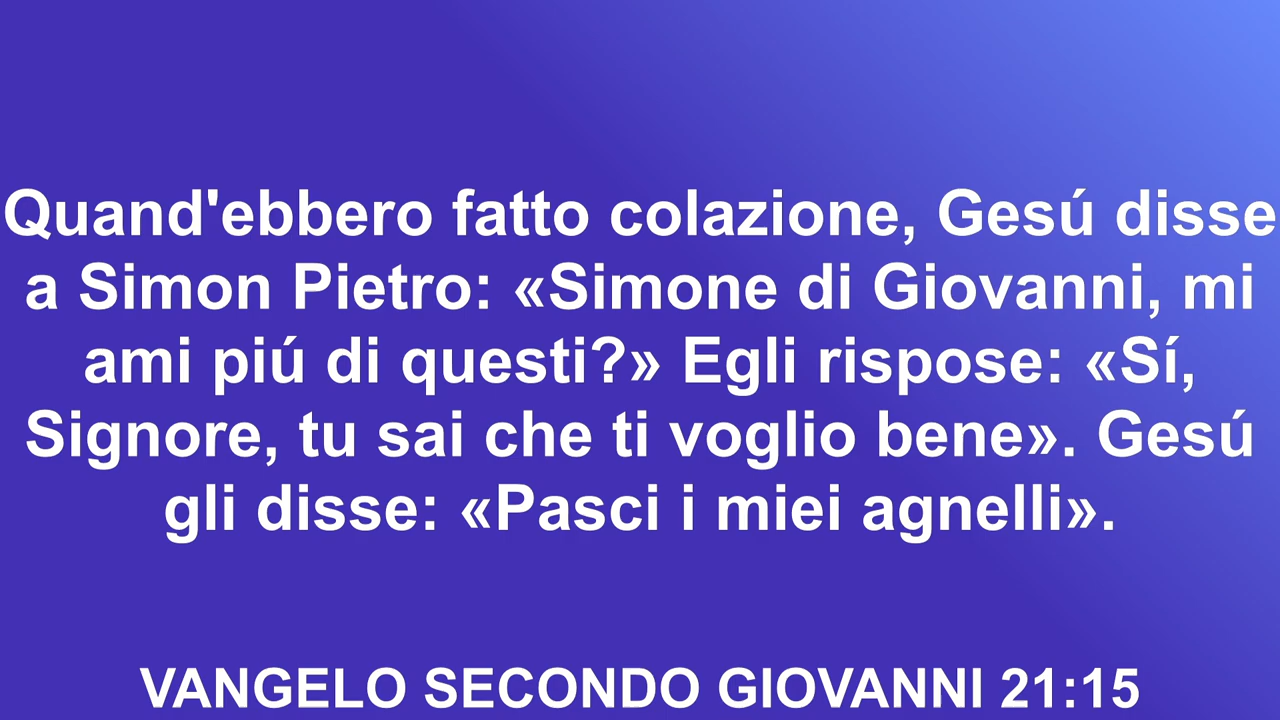 Quand'ebbero fatto colazione, Gesú disse
a Simon Pietro: «Simone di Giovanni, mi
ami piú di questi?» Egli rispose: «Sí,
Signore, tu sai che ti voglio bene». Gesú
gli disse: «Pasci i miei agnelli».
VANGELO SECONDO GIOVANNI 21:15